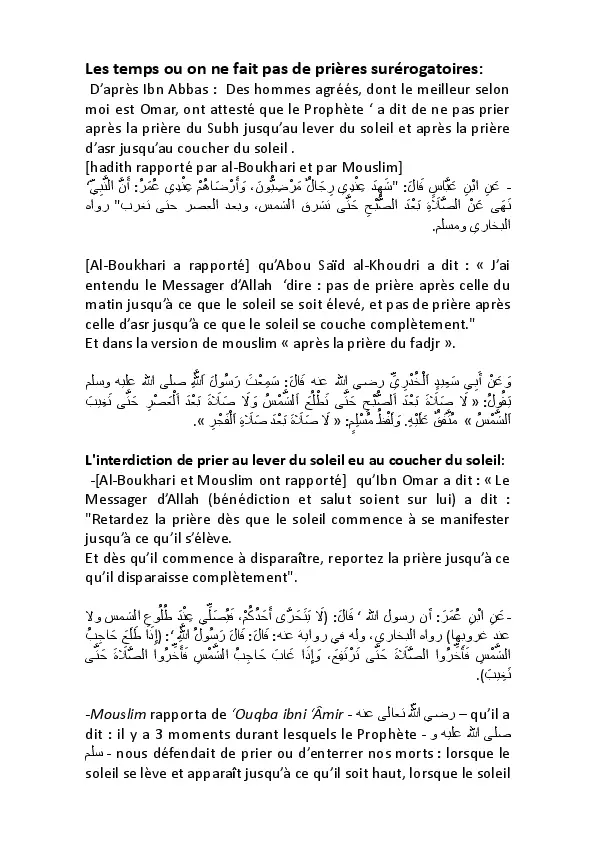 Les temps ou on ne fait pas de prières surérogatoires:
D’après Ibn Abbas : Des hommes agréés, dont le meilleur selon
moi est Omar, ont attesté que le Prophète ‘ a dit de ne pas prier
après la prière du Subh jusqu’au lever du soleil et après la prière
d’asr jusqu’au coucher du soleil .
[hadith rapporté par al-Boukhari et par Mouslim]
- عَنِ ابْنِ عَبَّاسٍ قَالَ: "شَهِدَ عِنْدِي رِجَالٌ مَرْضِيُّونَ، وَأَرْضَاهُمْ عِنْدِي عُمَرُ: أَنَّ النَّبِيَّ‘
نَهَى عَنْ الصَّلَاَةِ بَعْدَ الصُّبْحِ حَتَّى تشرق الشمس، وبعد العصر حتى تغرب" رواه
البخاري ومسلم.
[Al-Boukhari a rapporté] qu’Abou Saïd al-Khoudri a dit : « J’ai
entendu le Messager d’Allah ‘dire : pas de prière après celle du
matin jusqu’à ce que le soleil se soit élevé, et pas de prière après
celle d’asr jusqu’à ce que le soleil se couche complètement."
Et dans la version de mouslim « après la prière du fadjr ».
وَعَنْ أَبِي سَعِيدٍ اَلْخُدْرِيِّ رضي الله عنه قَالَ: سَمِعْتُ رَسُولَ اَللَّهِ صلى الله عليه وسلم
يَقُولُ: « لَا صَلَاةَ بَعْدَ اَلصُّبْحِ حَتَّى تَطْلُعَ اَلشَّمْسُ وَلَا صَلَاةَ بَعْدَ اَلْعَصْرِ حَتَّى تَغِيبَ
اَلشَّمْسُ » مُتَّفَقٌ عَلَيْهِ. وَلَفْظُ مُسْلِمٍ: « لَا صَلَاةَ بَعْدَ صَلَاةِ اَلْفَجْرِ ».
L'interdiction de prier au lever du soleil eu au coucher du soleil:
-[Al-Boukhari et Mouslim ont rapporté] qu’Ibn Omar a dit : « Le
Messager d’Allah (bénédiction et salut soient sur lui) a dit :
"Retardez la prière dès que le soleil commence à se manifester
jusqu’à ce qu’il s’élève.
Et dès qu’il commence à disparaître, reportez la prière jusqu’à ce
qu’il disparaisse complètement".
-عَنِ ابْنِ عُمَرَ: أن رسول الله ‘ قَالَ: (لَا يَتَحَرَّى أَحَدُكُمْ، فَيُصَلِّي عِنْدَ طُلُوعِ الشمس ولا
عند غروبها) رواه البخاري، وله في رواية عنه: قَالَ: قَالَ رَسُولُ اللَّهِ ‘: (إِذَا طَلَعَ حَاجِبُ
الشَّمْسِ فَأَخِّرُوا الصَّلَاةَ حَتَّى تَرْتَفِعَ، وَإِذَا غَابَ حَاجِبُ الشَّمْسِ فَأَخِّرُوا الصَّلَاةَ حَتَّى
تَغِيبَ).
-Mouslim rapporta de ‘Ouqba ibni ‘Âmir - رضي الله تعالى عنه – qu’il a
dit : il y a 3 moments durant lesquels le Prophète - صلى الله عليه و
سلم - nous défendait de prier ou d’enterrer nos morts : lorsque le
soleil se lève et apparaît jusqu’à ce qu’il soit haut, lorsque le soleil